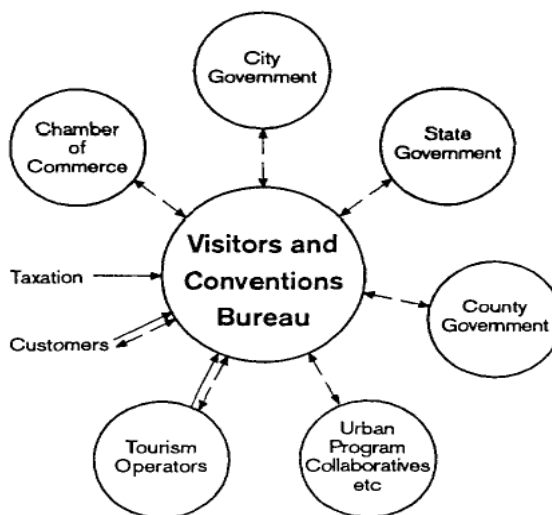 City
Government
Chamber
of
Commerce
State
Government
Visitors and
Conventions
Bureau
Taxation
County
Government
Customers
Tourism
Operators
Urban
Program
Collaboratives
etc